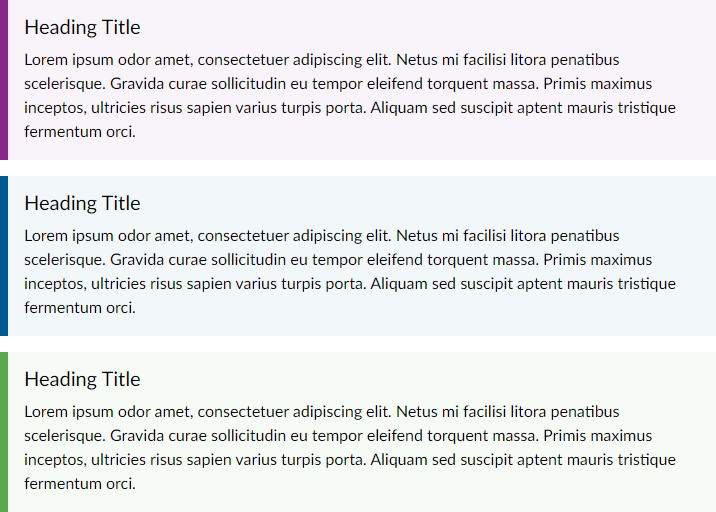 Heading Title
Lorem ipsum odor amet, consectetuer adipiscing elit. Netus mi facilisi litora penatibus
scelerisque. Gravida curae sollicitudin eu tempor eleifend torquent massa. Primis maximus
inceptos, ultricies risus sapien varius turpis porta. Aliquam sed suscipit aptent mauris tristique
fermentum orci.
Heading Title
Lorem ipsum odor amet, consectetuer adipiscing elit. Netus mi facilisi litora penatibus
scelerisque. Gravida curae sollicitudin eu tempor eleifend torquent massa. Primis maximus
inceptos, ultricies risus sapien varius turpis porta. Aliquam sed suscipit aptent mauris tristique
fermentum orci.
Heading Title
Lorem ipsum odor amet, consectetuer adipiscing elit. Netus mi facilisi litora penatibus
scelerisque. Gravida curae sollicitudin eu tempor eleifend torquent massa. Primis maximus
inceptos, ultricies risus sapien varius turpis porta. Aliquam sed suscipit aptent mauris tristique
fermentum orci.